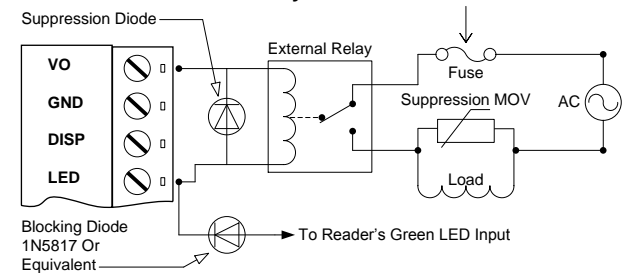 Suppression Diode
External Relay
VO
GND
DISP
LED
Fuse
Suppression MOV
AC
Load
Blocking Diode
1N5817 Or
Equivalent
To Reader's Green LED Input